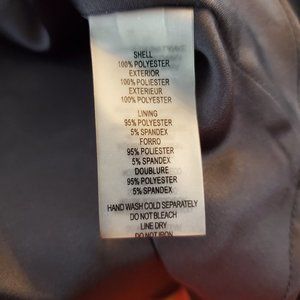 SHELL
100% POLYESTER
EXTERIOR
100% POLIESTER
EXTERIEUR
100% POLYESTER
LINING
95% POLYESTER
5% SPANDEX
FORRO
95% POLIESTER
5% SPANDEX
DOUBLURE
95% POLYESTER
5% SPANDEX
HAND WASH COLD SEPARATELY
DO NOT BLEACH
LINE DRY
DO NOT IRON